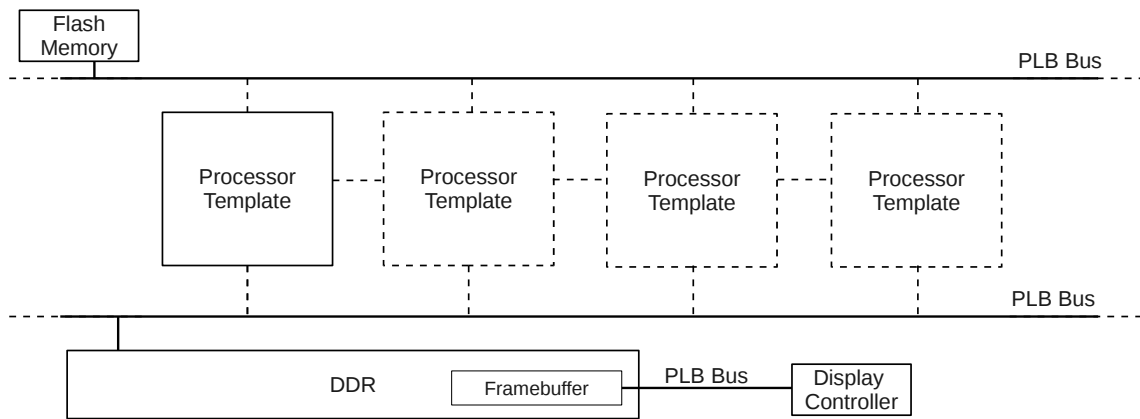 Flash
Memory
PLB Bus
Processor
Template
Processor
Template
Processor
Template
Processor
Template
PLB Bus
DDR
Framebuffer
PLB Bus
Display
Controller